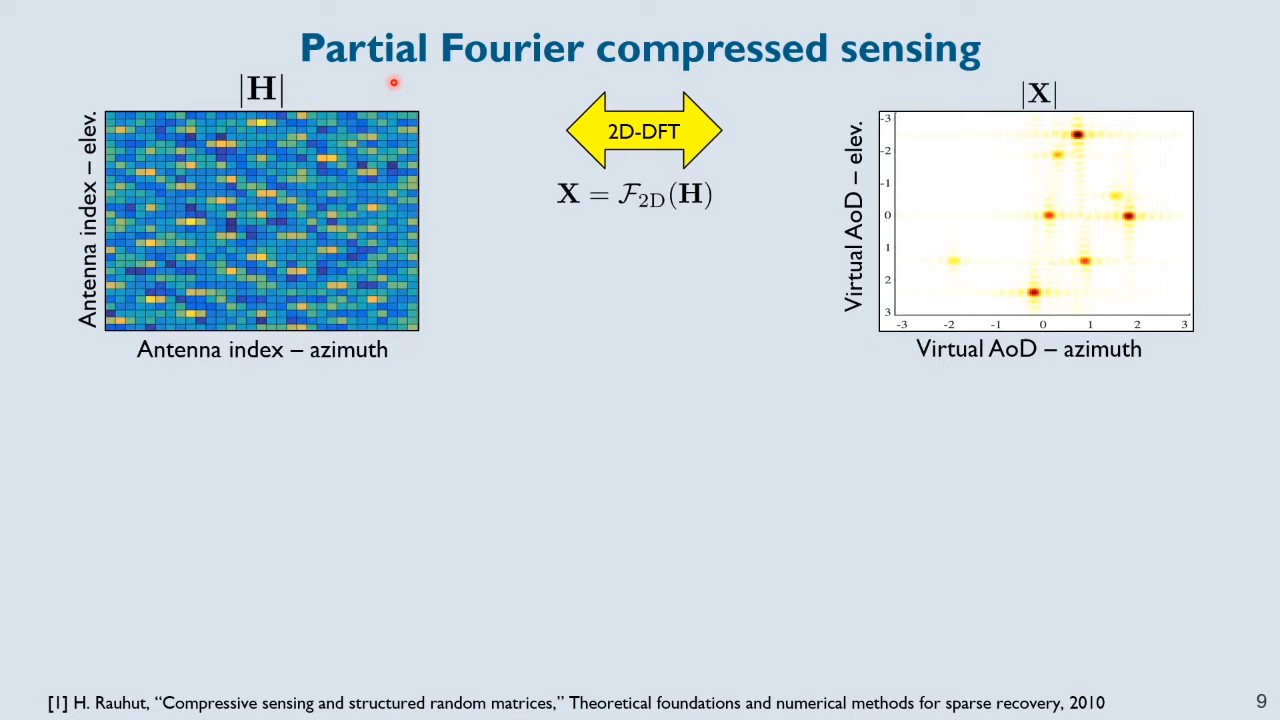 Partial Fourier compressed sensing
|H|
Antenna index – elev.
Antenna index – azimuth
2D-DFT
X = ℱ2D(H)
|X|
Virtual AoD – elev.
-3
-2
-1
0
1
2
3
-3 -2 -1 0 1 2 3
Virtual AoD – azimuth
[1] H. Rauhut, “Compressive sensing and structured random matrices,” Theoretical foundations and numerical methods for sparse recovery, 2010
9